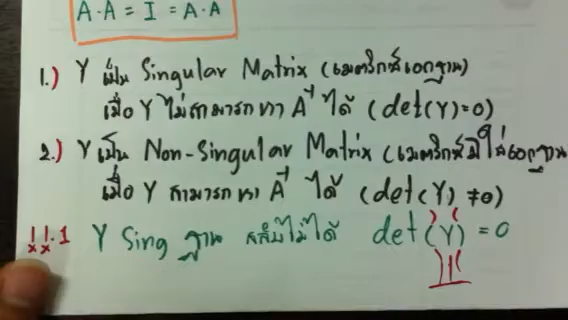 A·A = I = A·A
1.) Y เป็น Singular Matrix (เมตริกซ์เอกฐาน)
เมื่อ Y ไม่สามารถหา A⁻¹ ได้ (det(Y)=0)
2.) Y เป็น Non-Singular Matrix (เมตริกซ์มิใช่เอกฐาน)
เมื่อ Y สามารถหา A⁻¹ ได้ (det(Y) ≠0)
!!.1 Y Sing ฐาน สลับไม่ได้ det(Y) = 0